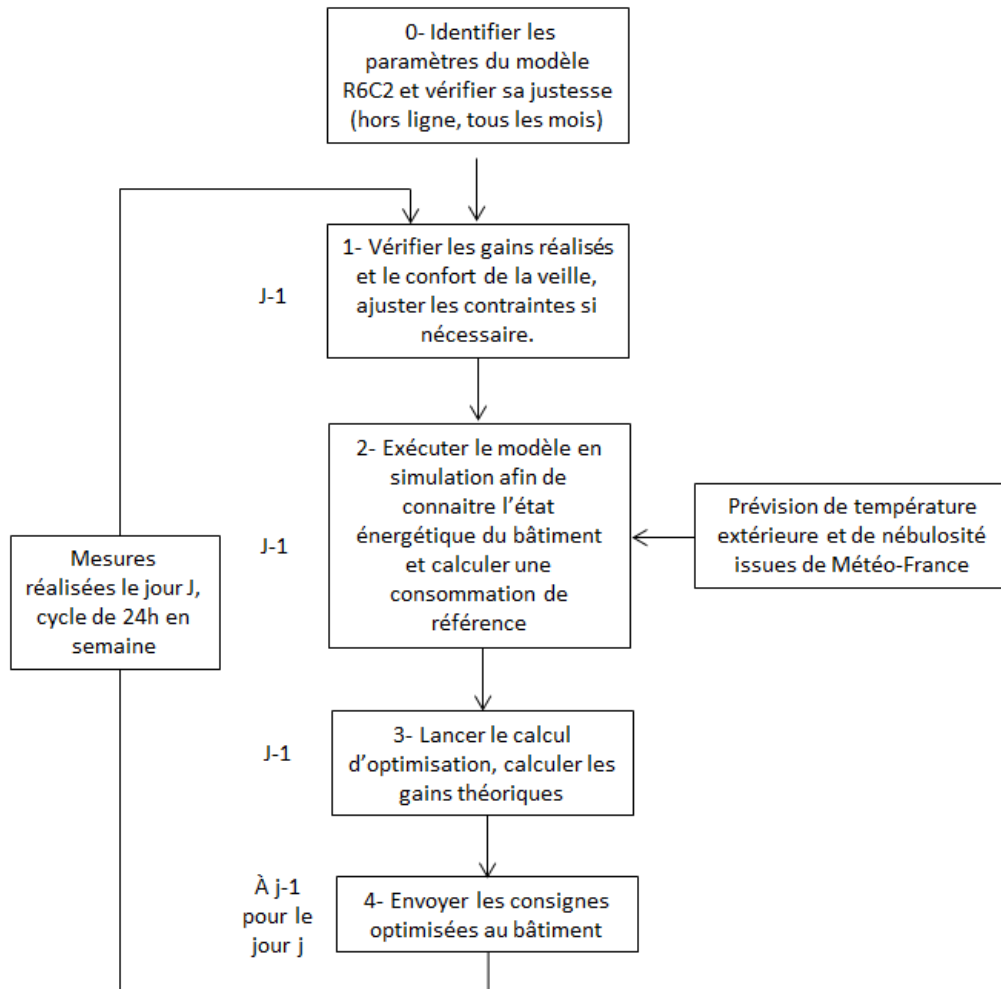 0- Identifier les
paramètres du modèle
R6C2 et vérifier sa justesse
(hors ligne, tous les mois)
1- Vérifier les gains réalisés
et le confort de la veille,
ajuster les contraintes si
nécessaire.
J-1
2- Exécuter le modèle en
simulation afin de
connaitre l'état
énergétique du bâtiment
et calculer une
consommation de
référence
J-1
Prévision de température
extérieure et de nébulosité
issues de Météo-France
Mesures
réalisées le jour J,
cycle de 24h en
semaine
J-1
3- Lancer le calcul
d'optimisation, calculer les
gains théoriques
À j-1
pour le
jour j
4- Envoyer les consignes
optimisées au bâtiment